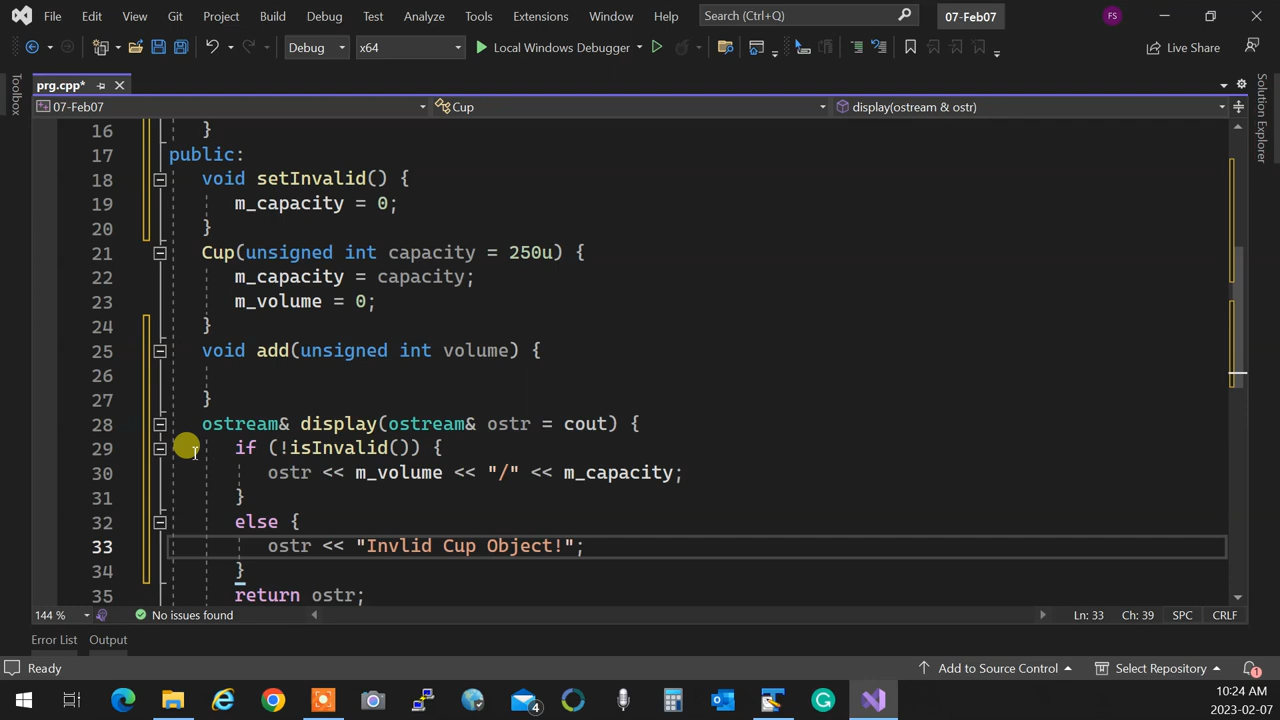 File Edit View Git Project Build Debug Test Analyze Tools Extensions Window Help Search (Ctrl+Q) 07-Feb07 FS
Debug x64 Local Windows Debugger Live Share
prg.cpp*
07-Feb07 Cup display(ostream & ostr)
Toolbox
Solution Explorer
16 }
17 public:
18 void setInvalid() {
19 m_capacity = 0;
20 }
21 Cup(unsigned int capacity = 250u) {
22 m_capacity = capacity;
23 m_volume = 0;
24 }
25 void add(unsigned int volume) {
26
27 }
28 ostream& display(ostream& ostr = cout) {
29 if (!isInvalid()) {
30 ostr << m_volume << "/" << m_capacity;
31 }
32 else {
33 ostr << "Invlid Cup Object!";
34 }
35 return ostr;
144 % No issues found Ln: 33 Ch: 39 SPC CRLF
Error List Output
Ready Add to Source Control Select Repository 1
4
10:24 AM
2023-02-07